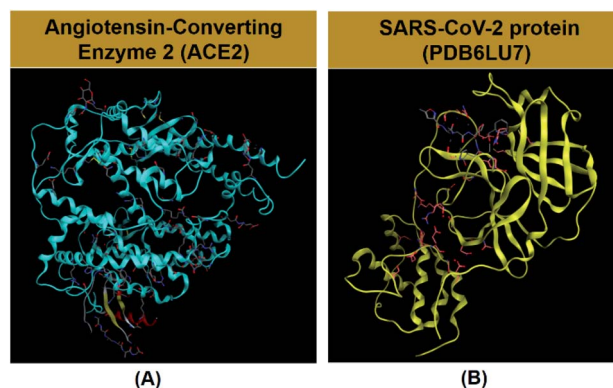 Angiotensin-Converting
Enzyme 2 (ACE2)
SARS-CoV-2 protein
(PDB6LU7)
(A)
(B)